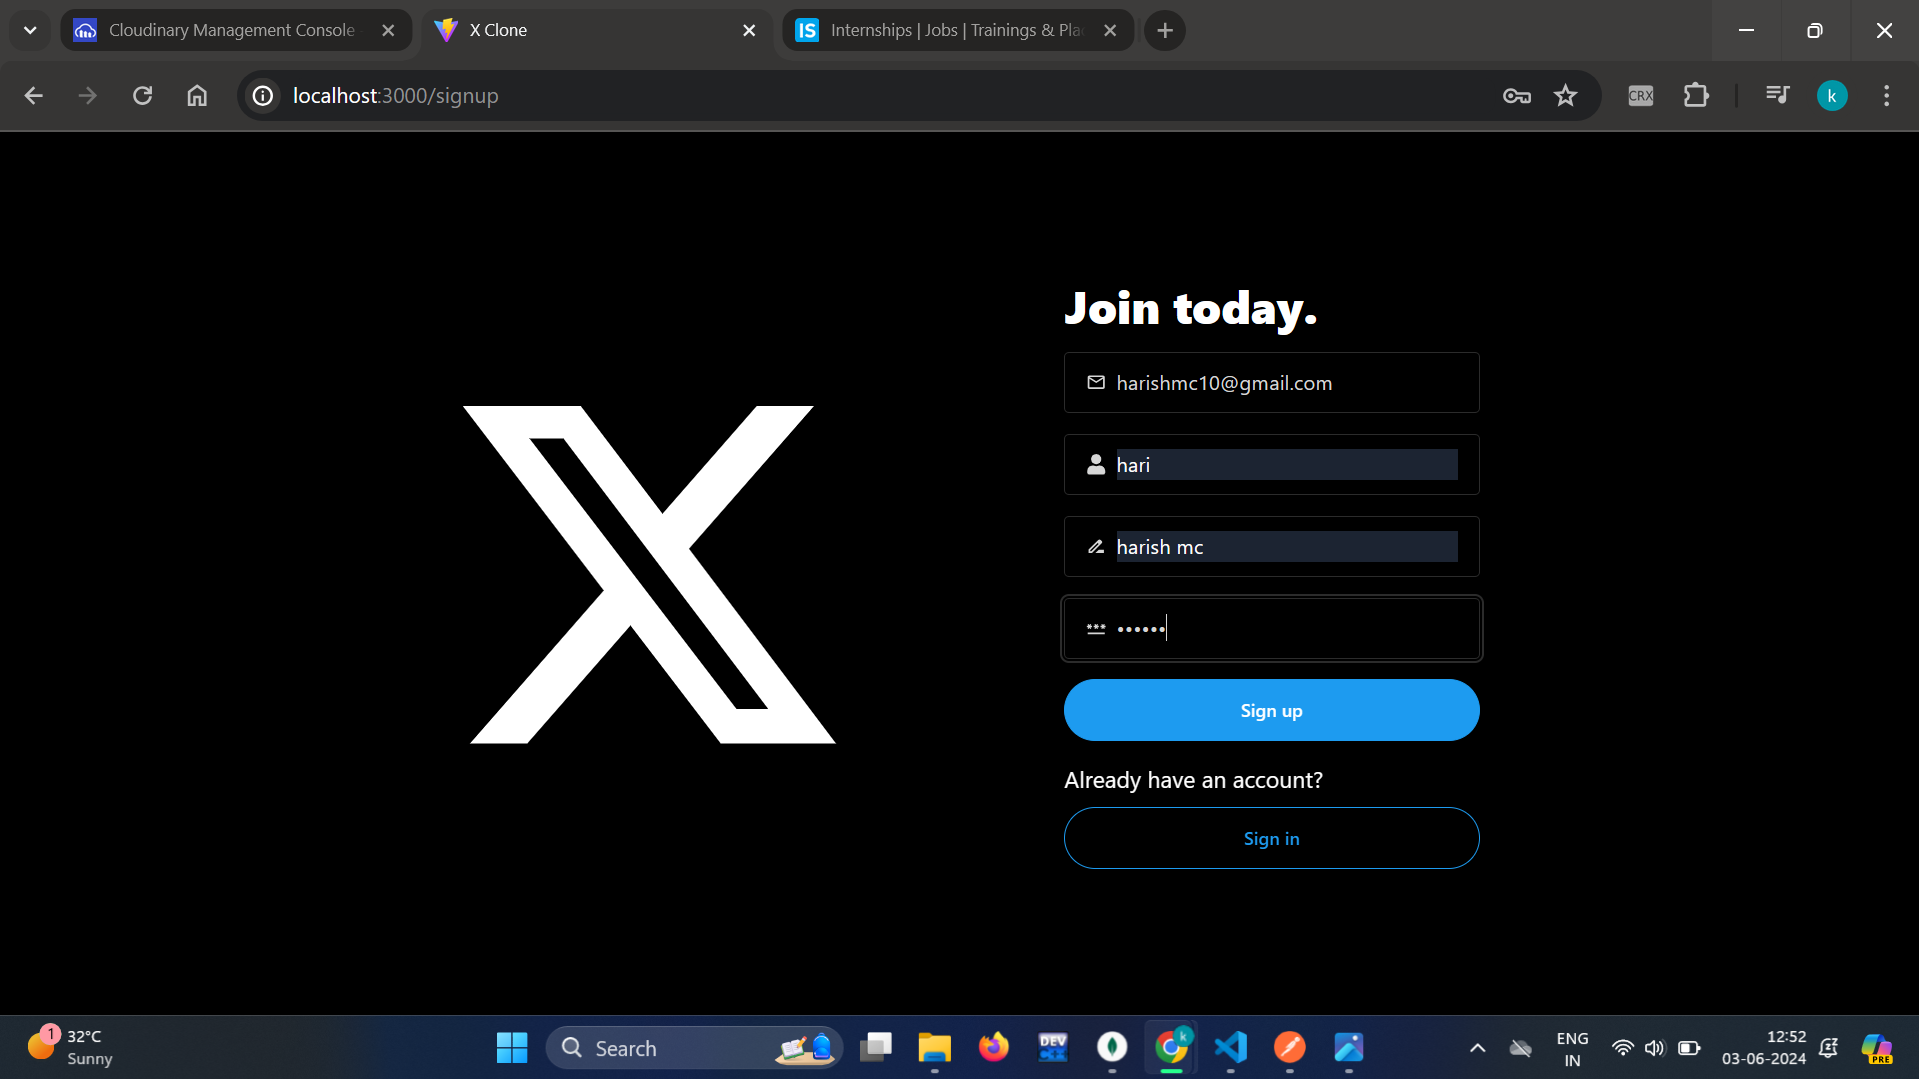 Cloudinary Management Console -
X Clone
IS Internships | Jobs | Trainings & Pla
localhost:3000/signup
CRX
k
Join today.
harishmc10@gmail.com
hari
harish mc
••••••
Sign up
Already have an account?
Sign in
1
32°C
Sunny
Search
DEV
k
ENG
IN
12:52
03-06-2024
PRE